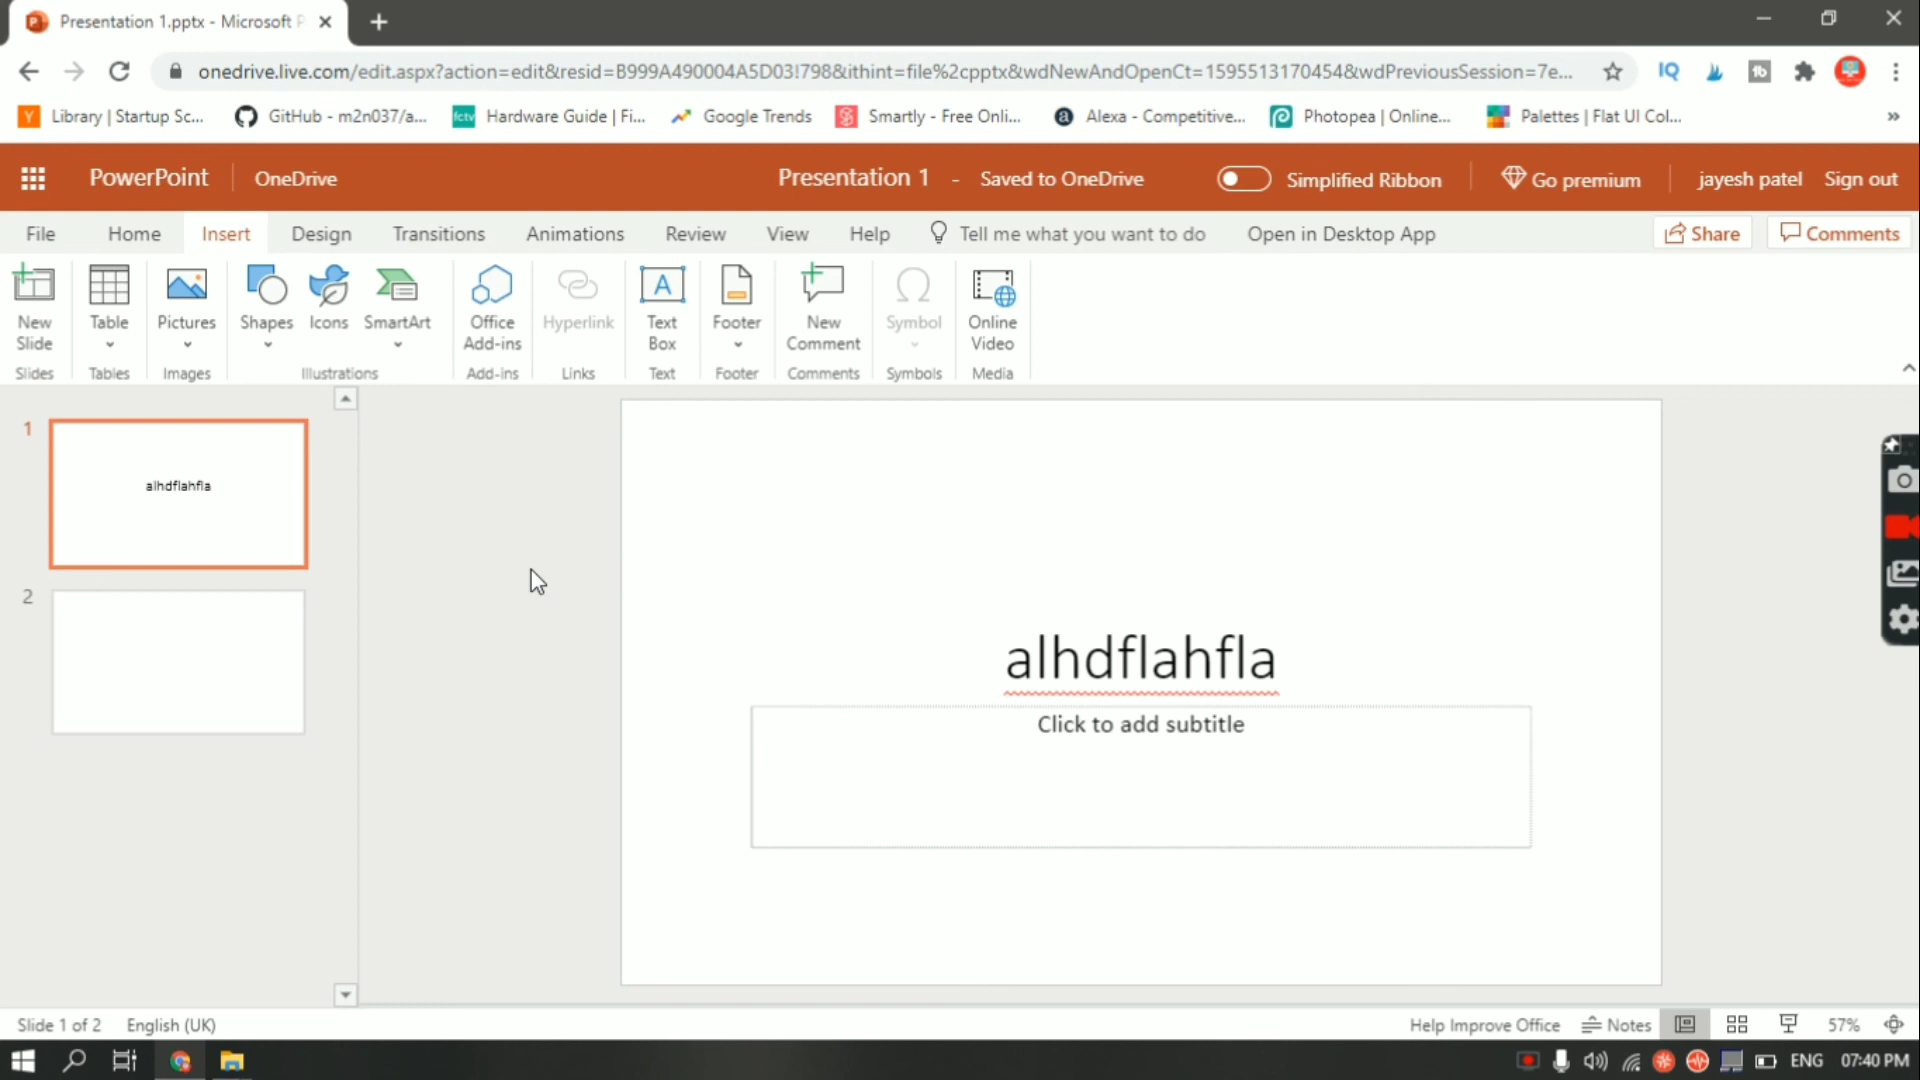 Presentation 1.pptx - Microsoft P
onedrive.live.com/edit.aspx?action=edit&resid=B999A490004A5D03!798&ithint=file%2cpptx&wdNewAndOpenCt=1595513170454&wdPreviousSession=7e...
IQ
tb
Y Library | Startup Sc...
GitHub - m2n037/a...
fctv Hardware Guide | Fi...
Google Trends
Smartly - Free Onli...
a Alexa - Competitive...
Photopea | Online...
Palettes | Flat UI Col...
»
PowerPoint
OneDrive
Presentation 1 - Saved to OneDrive
Simplified Ribbon
Go premium
jayesh patel
Sign out
File
Home
Insert
Design
Transitions
Animations
Review
View
Help
Tell me what you want to do
Open in Desktop App
Share
Comments
New
Slide
Table
Pictures
Shapes
Icons
SmartArt
Office
Add-ins
Hyperlink
Text
Box
Footer
New
Comment
Symbol
Online
Video
Slides
Tables
Images
Illustrations
Add-ins
Links
Text
Footer
Comments
Symbols
Media
1
alhdflahfla
2
alhdflahfla
Click to add subtitle
Slide 1 of 2
English (UK)
Help Improve Office
Notes
57%
ENG
07:40 PM